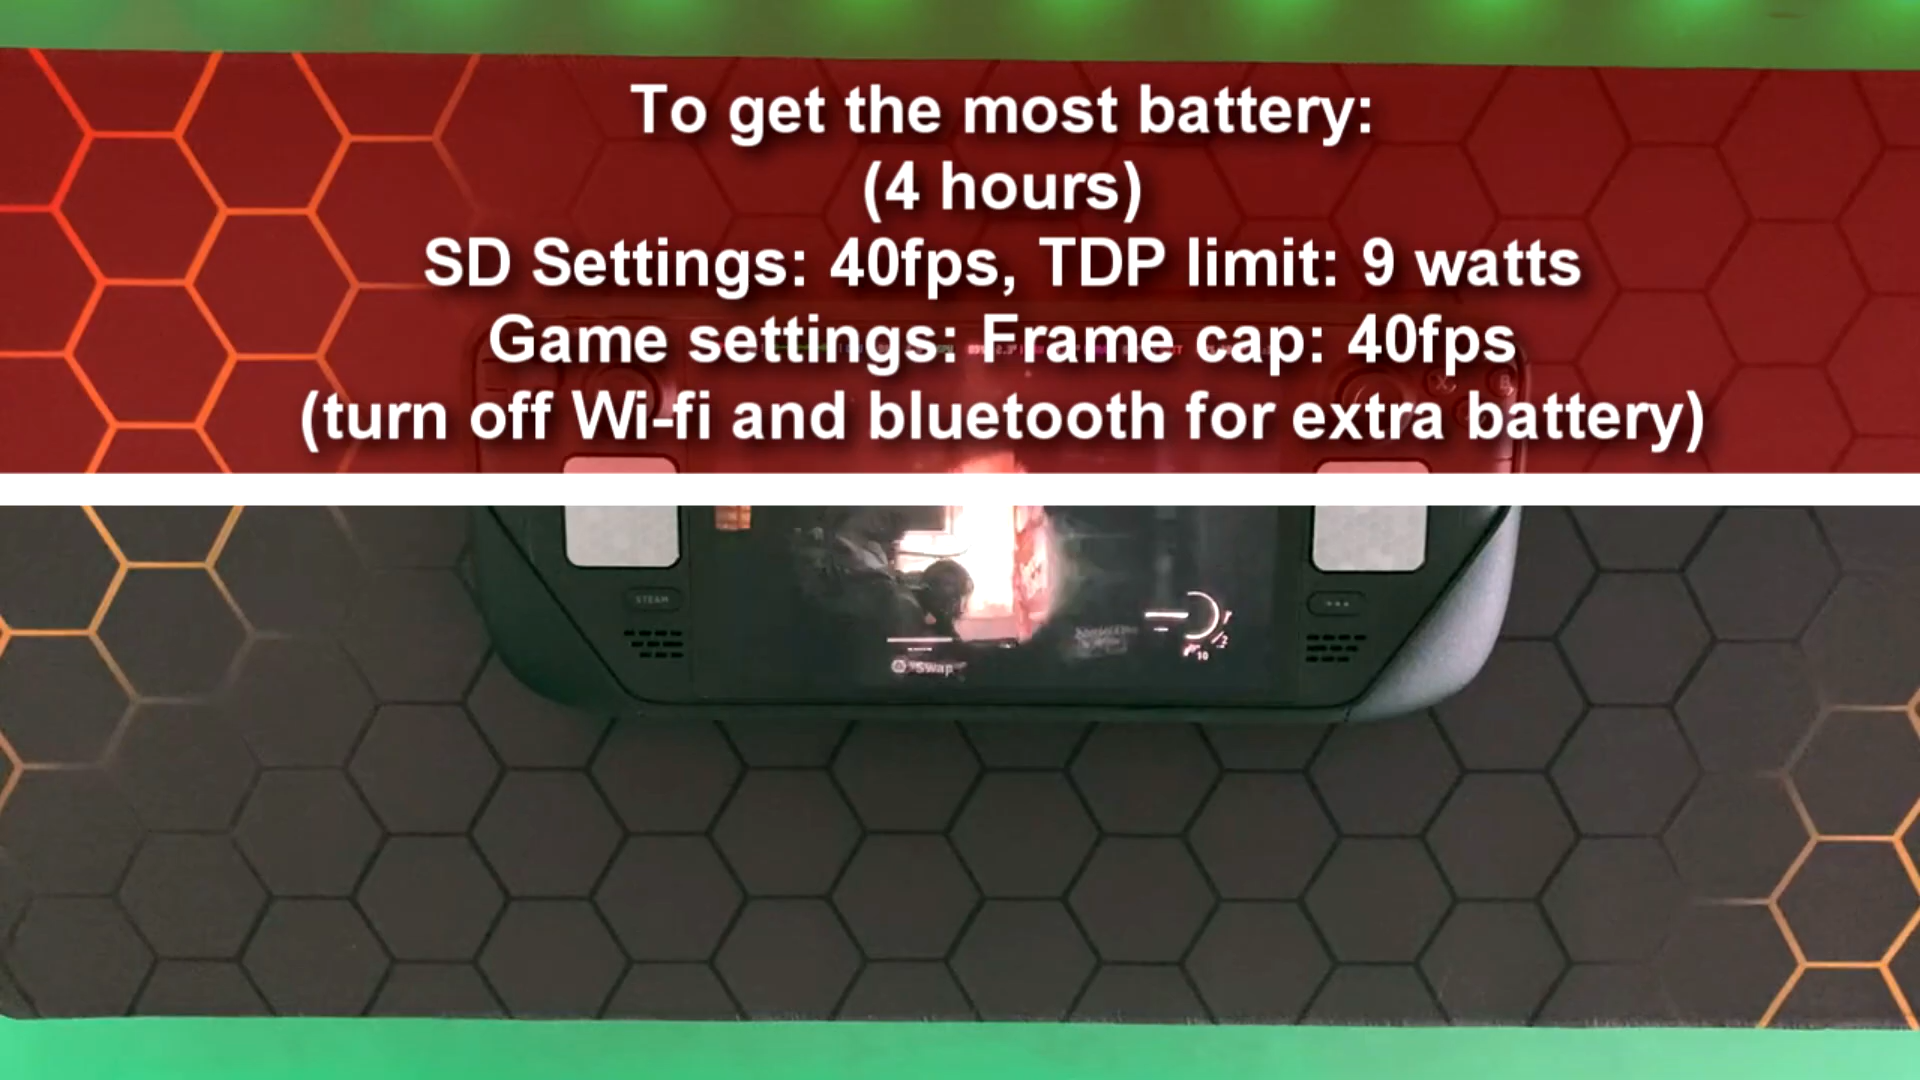 To get the most battery:
(4 hours)
SD Settings: 40fps, TDP limit: 9 watts
Game settings: Frame cap: 40fps
(turn off Wi-fi and bluetooth for extra battery)
X
B
STEAM
Swap
10